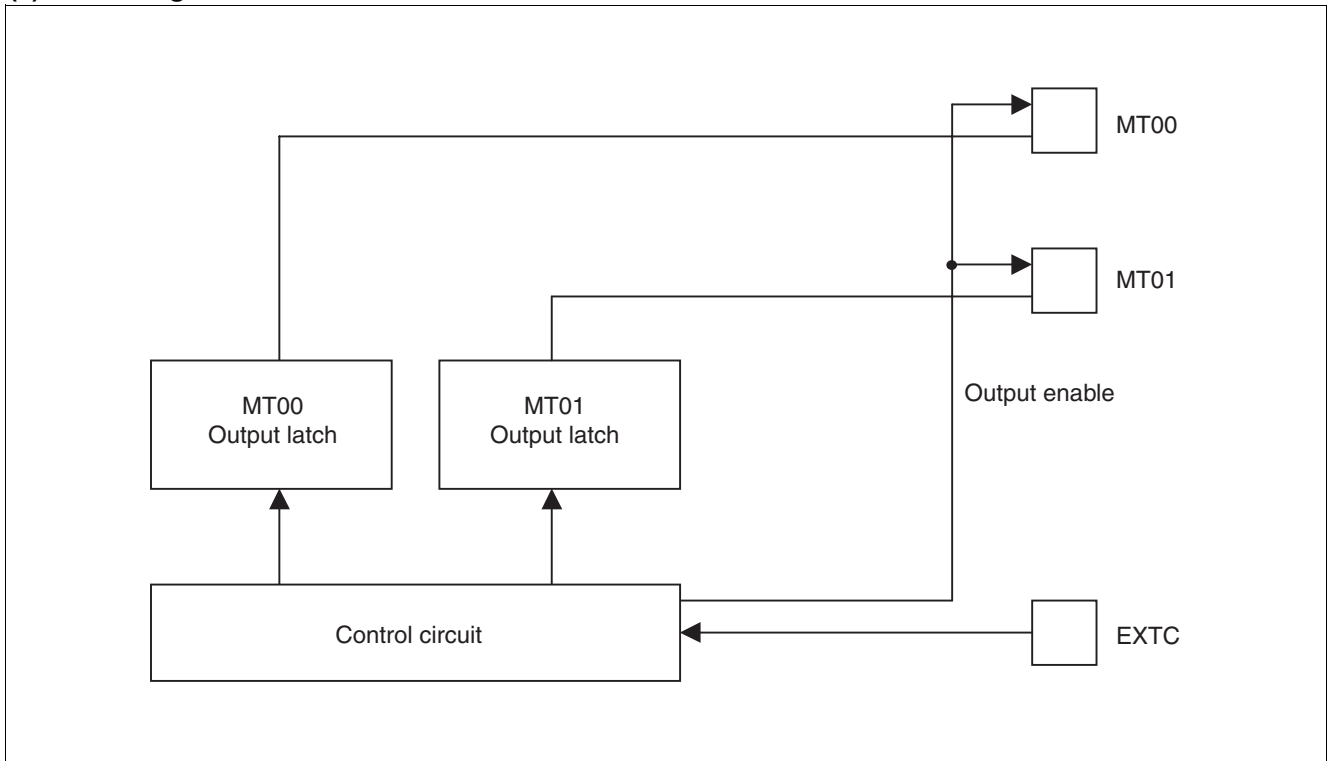 MT00
MT01
Output enable
MT00
Output latch
MT01
Output latch
Control circuit
EXTC